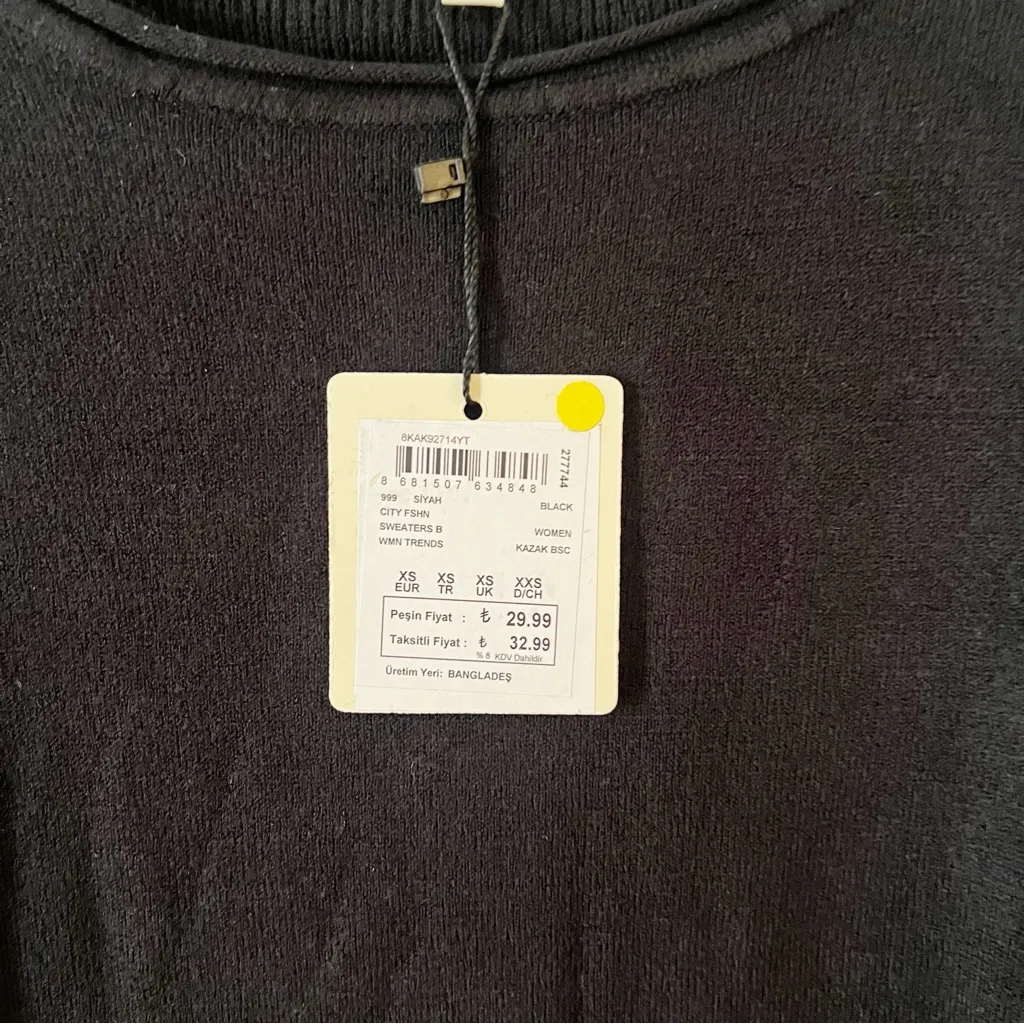 8KAK92714YT
277744
8 681507 634848
999 SİYAH BLACK
CITY FSHN
SWEATERS B WOMEN
WMN TRENDS KAZAK BSC
XS XS XS XXS
EUR TR UK D/CH
Peşin Fiyat : ₺ 29.99
Taksitli Fiyat : ₺ 32.99
% 8 KDV Dahildir
Üretim Yeri: BANGLADEŞ